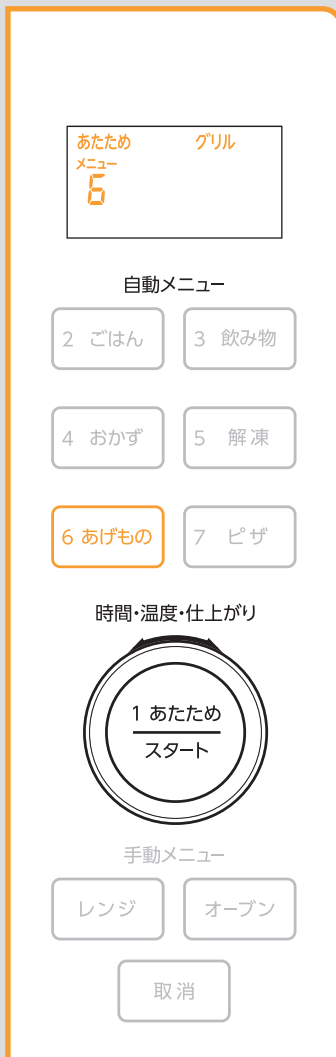 あたため グリル
メニュー
6
自動メニュー
2 ごはん 3 飲み物
4 おかず 5 解凍
6 あげもの 7 ピザ
時間・温度・仕上がり
1 あたため
スタート
手動メニュー
レンジ オーブン
取消